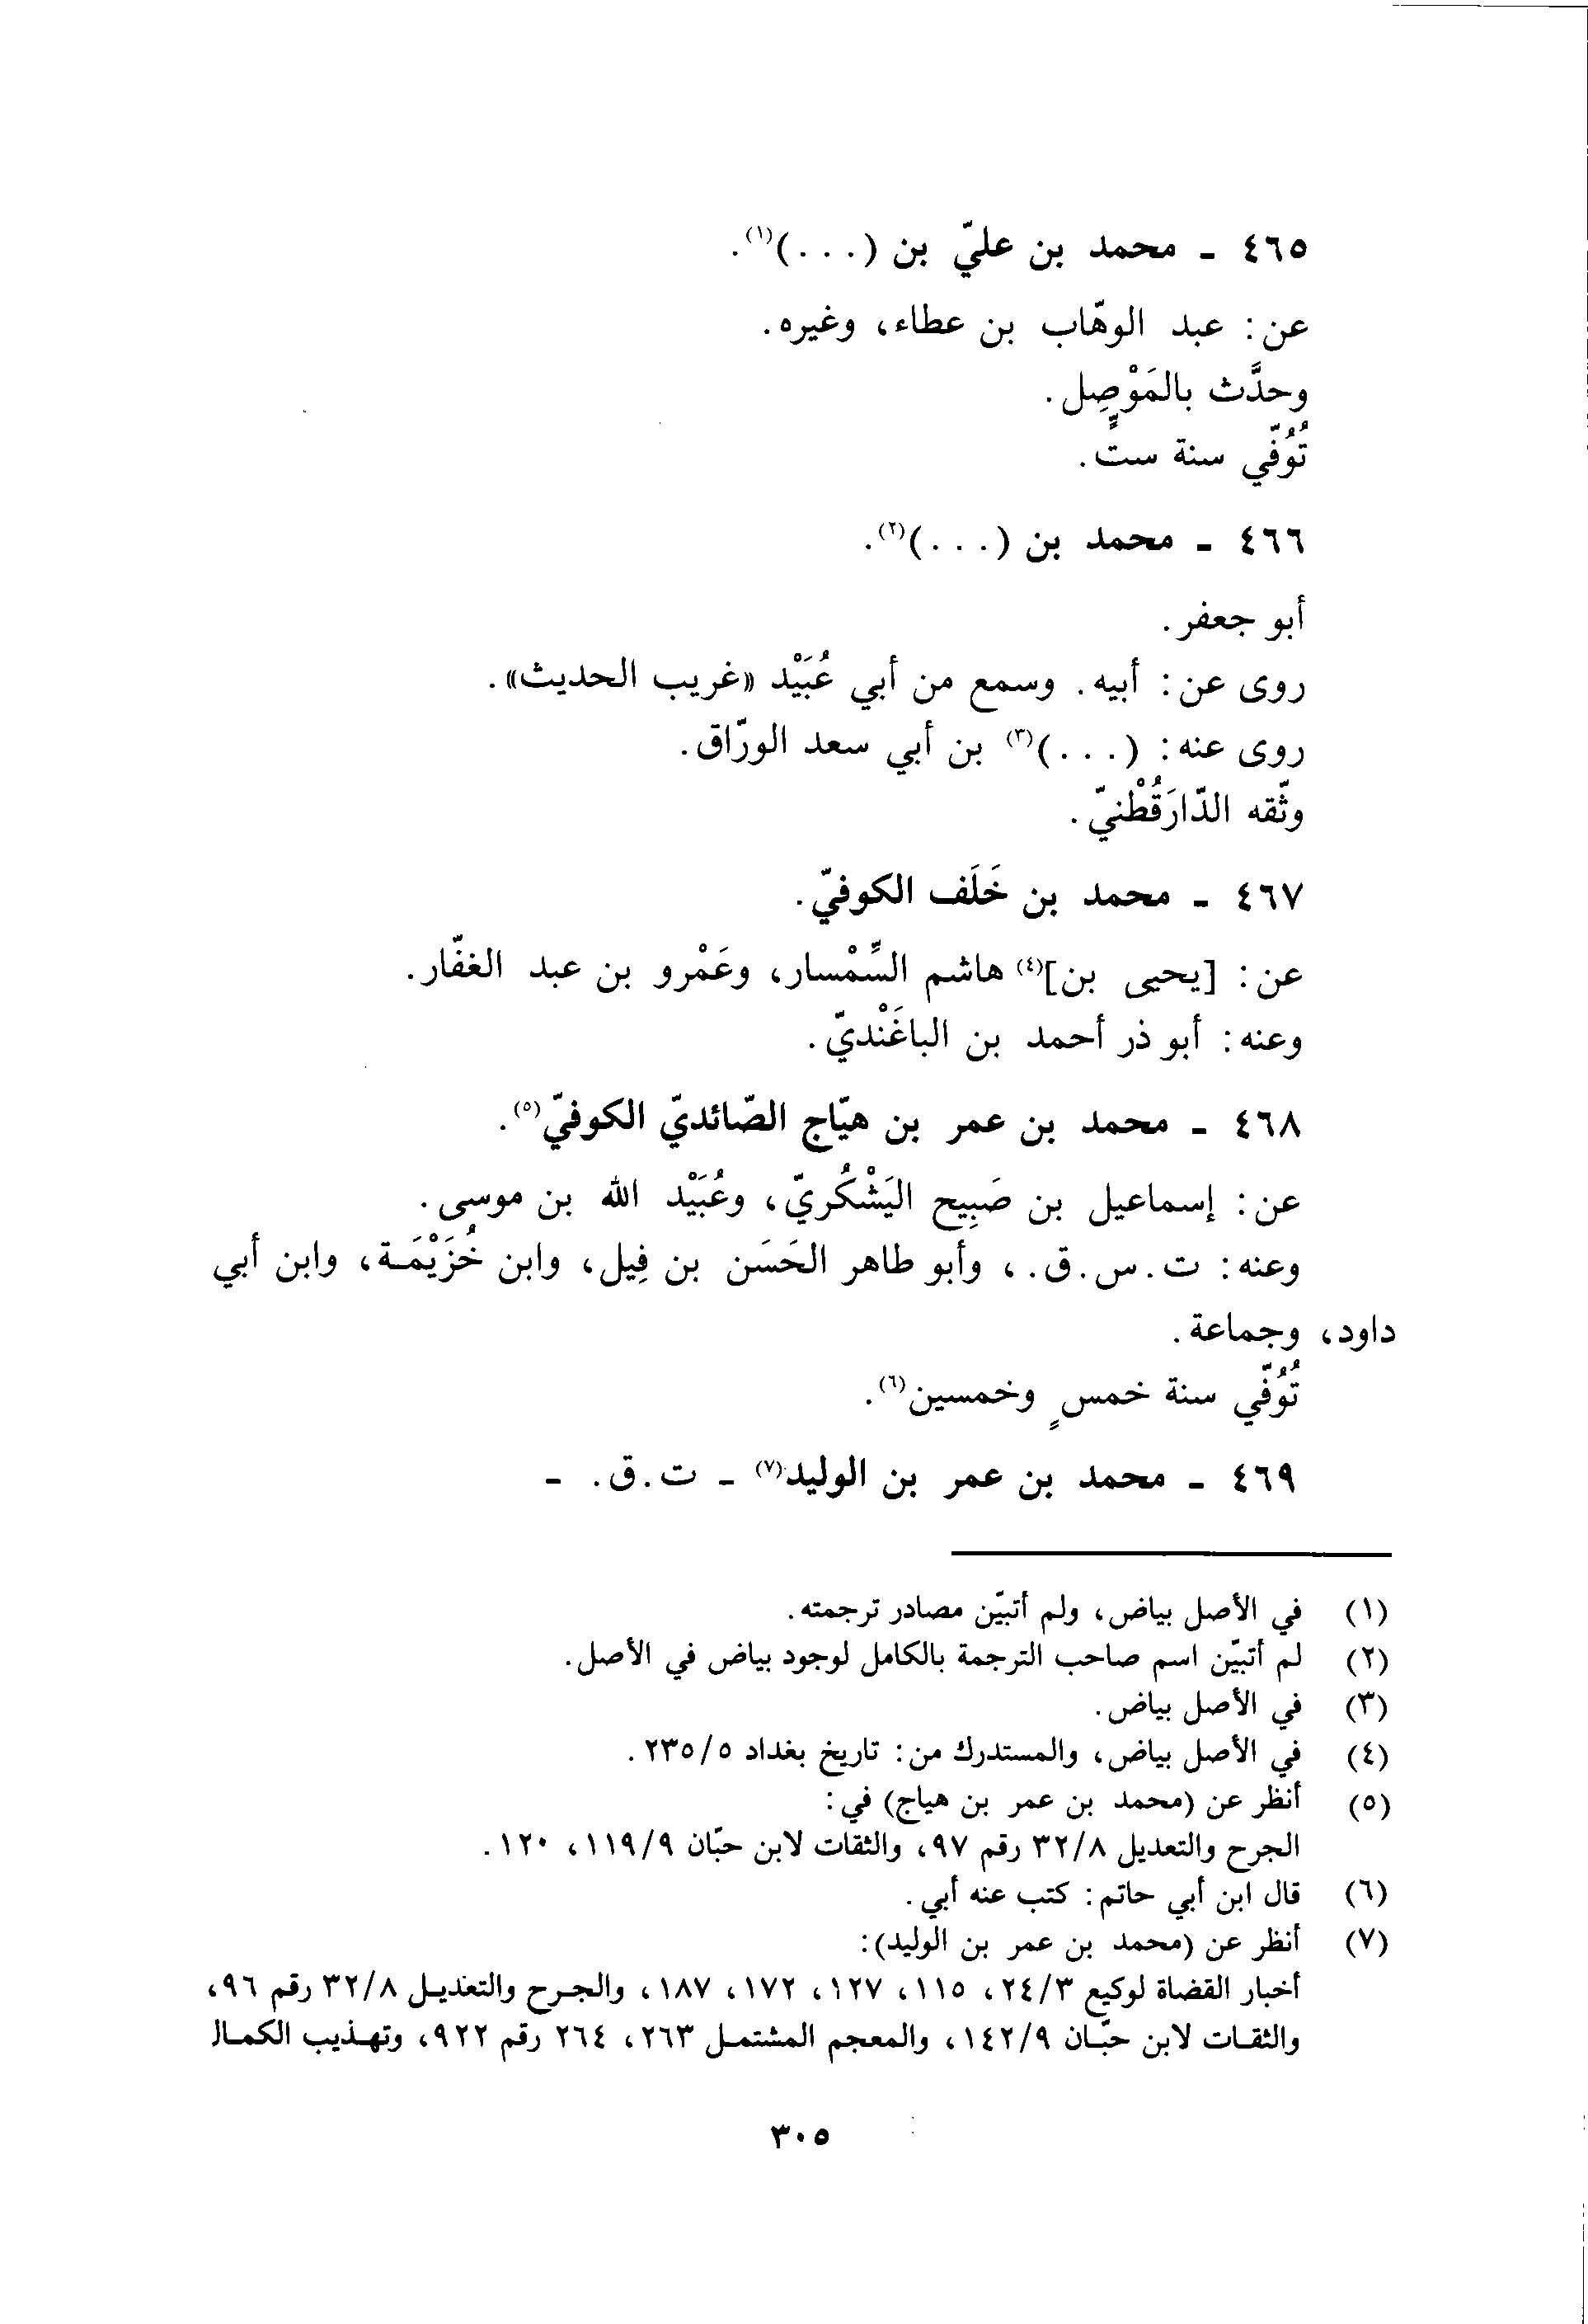 ٤٦٥ ـ محمد بن عليّ بن (. . .)(١).
عن: عبد الوهّاب بن عطاء، وغيره.
وحدَّث بالمَوْصِل.
تُوُفّي سنة ستٍّ.
٤٦٦ ـ محمد بن (. . .)(٢).
أبو جعفر.
روى عن: أبيه. وسمع من أبي عُبَيْد «غريب الحديث».
روى عنه: (. . .)(٣) بن أبي سعد الورّاق.
وثّقه الدّارَقُطْنيّ.
٤٦٧ ـ محمد بن خَلَف الكوفيّ.
عن: [يحيى بن](٤) هاشم السِّمْسار، وعَمْرو بن عبد الغفّار.
وعنه: أبو ذر أحمد بن الباغَنْديّ.
٤٦٨ ـ محمد بن عمر بن هيّاج الصّائديّ الكوفيّ(٥).
عن: إسماعيل بن صَبِيح اليَشْكُريّ، وعُبَيْد الله بن موسى.
وعنه: ت. س. ق.، وأبو طاهر الحَسَن بن فِيل، وابن خُزَيْمَـة، وابن أبي
داود، وجماعة.
تُوُفّي سنة خمسٍ وخمسين(٦).
٤٦٩ ـ محمد بن عمر بن الوليد(٧) ـ ت. ق. ـ
(١) في الأصل بياض، ولم أتبيّن مصادر ترجمته.
(٢) لم أتبيّن اسم صاحب الترجمة بالكامل لوجود بياض في الأصل.
(٣) في الأصل بياض.
(٤) في الأصل بياض، والمستدرك من: تاريخ بغداد ٢٣٥/٥.
(٥) أنظر عن (محمد بن عمر بن هياج) في:
الجرح والتعديل ٣٢/٨ رقم ٩٧، والثقات لابن حبّان ١١٩/٩، ١٢٠.
(٦) قال ابن أبي حاتم: كتب عنه أبي.
(٧) أنظر عن (محمد بن عمر بن الوليد):
أخبار القضاة لوكيع ٢٤/٣، ١١٥، ١٢٧، ١٧٢، ١٨٧، والجـرح والتعديـل ٣٢/٨ رقم ٩٦،
والثقـات لابن حبّـان ١٤٢/٩، والمعجم المشتمـل ٢٦٣، ٢٦٤ رقم ٩٢٢، وتهـذيب الكمـال
٣٠٥